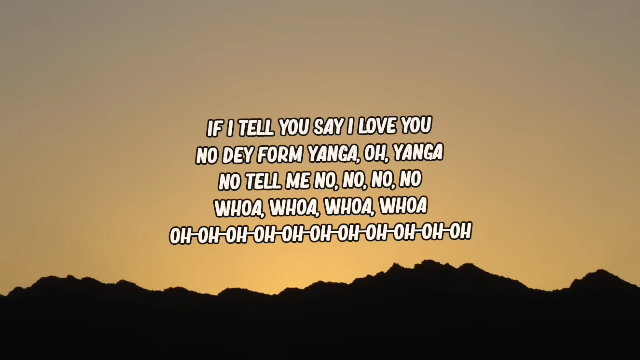 IF I TELL YOU SAY I LOVE YOU
NO DEY FORM YANGA, OH, YANGA
NO TELL ME NO, NO, NO, NO
WHOA, WHOA, WHOA, WHOA
OH-OH-OH-OH-OH-OH-OH-OH-OH-OH-OH